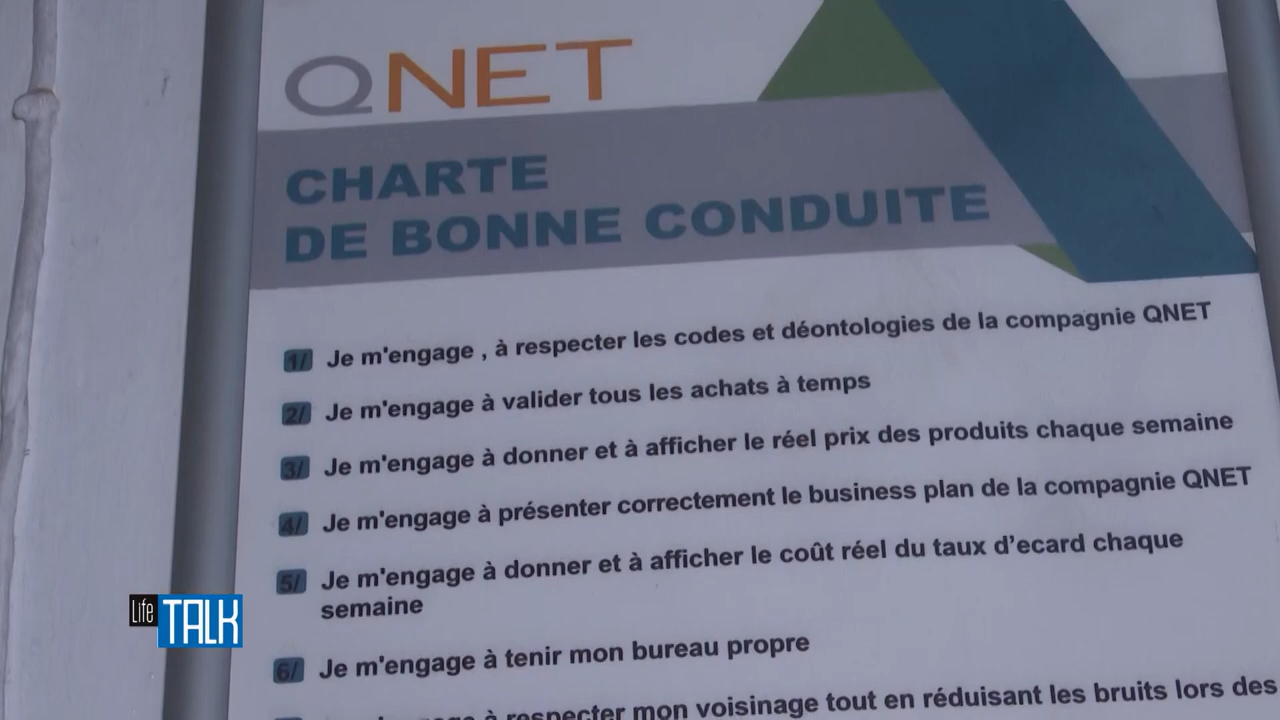 QNET
CHARTE
DE BONNE CONDUITE
1/ Je m'engage , à respecter les codes et déontologies de la compagnie QNET
2/ Je m'engage à valider tous les achats à temps
3/ Je m'engage à donner et à afficher le réel prix des produits chaque semaine
4/ Je m'engage à présenter correctement le business plan de la compagnie QNET
5/ Je m'engage à donner et à afficher le coût réel du taux d'ecard chaque
semaine
6/ Je m'engage à tenir mon bureau propre
à respecter mon voisinage tout en réduisant les bruits lors des
Life
TALK